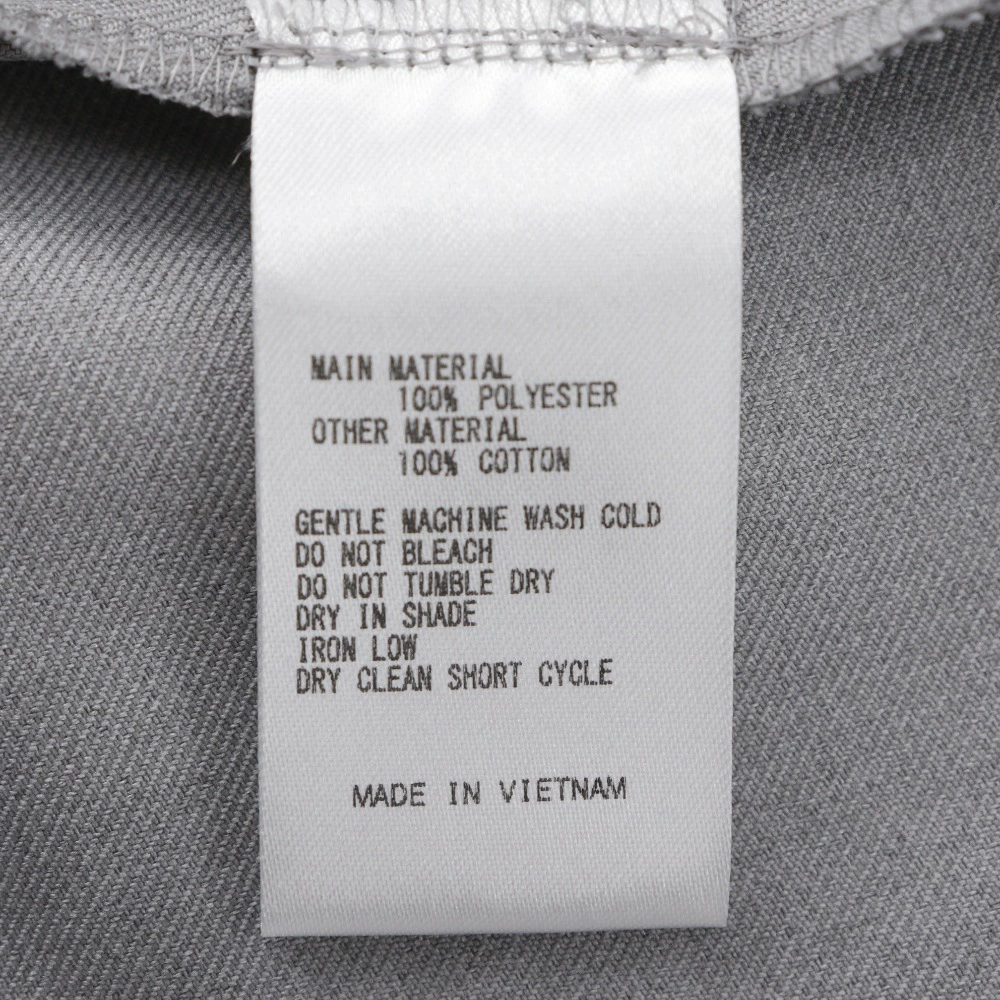 MAIN MATERIAL
100% POLYESTER
OTHER MATERIAL
100% COTTON
GENTLE MACHINE WASH COLD
DO NOT BLEACH
DO NOT TUMBLE DRY
DRY IN SHADE
IRON LOW
DRY CLEAN SHORT CYCLE
MADE IN VIETNAM